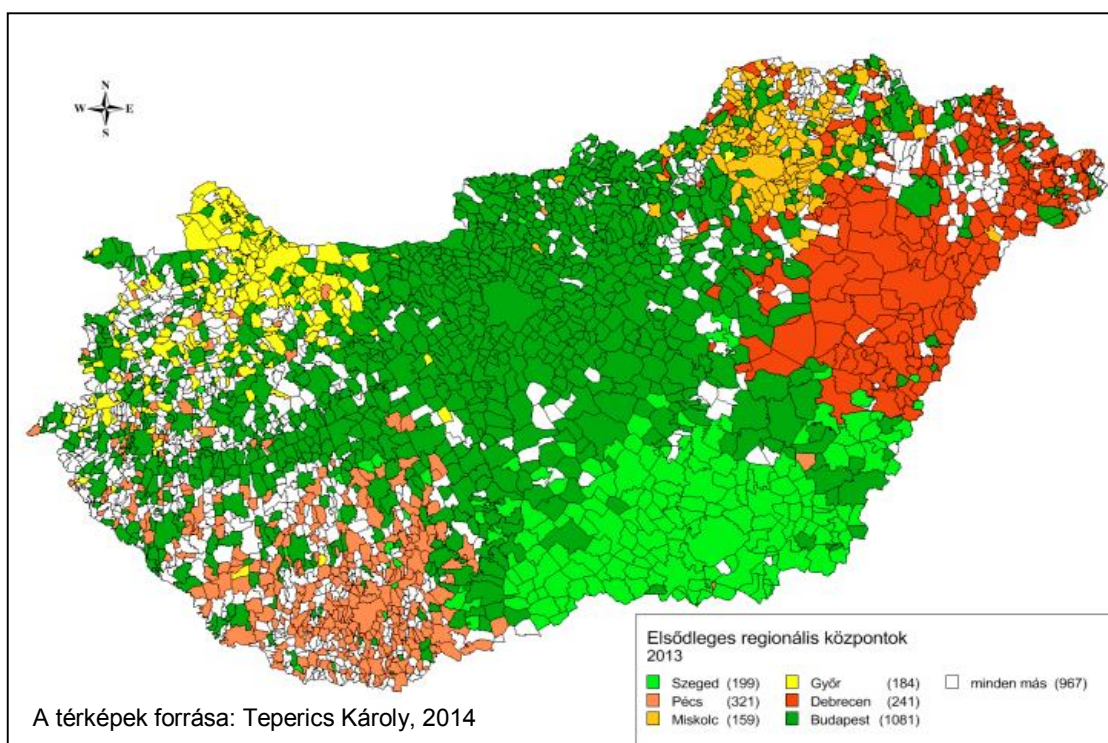 N
W E
S
Elsődleges regionális központok
2013
Szeged (199) Győr (184) minden más (967)
Pécs (321) Debrecen (241)
Miskolc (159) Budapest (1081)
A térképek forrása: Teperics Károly, 2014